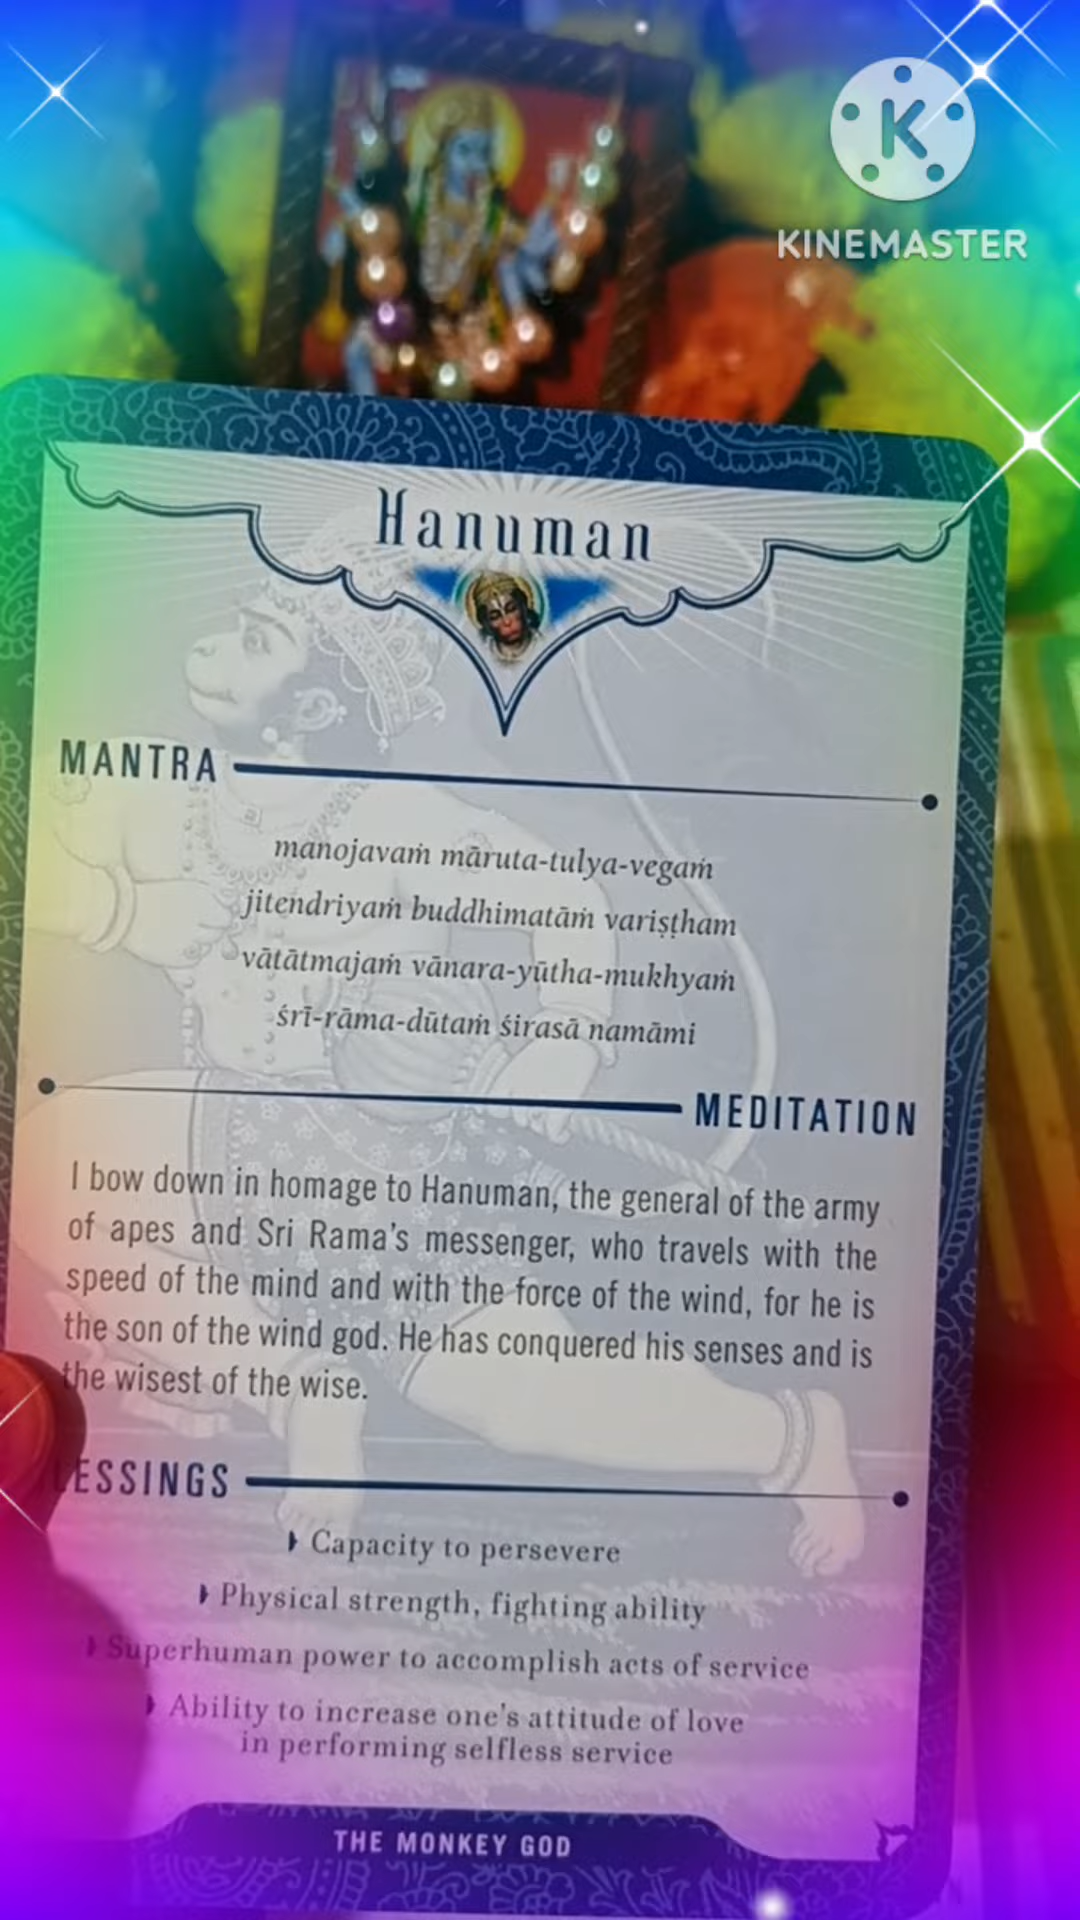 K
KINEMASTER
Hanuman
MANTRA
manojavaṁ māruta-tulya-vegaṁ
jitendriyaṁ buddhimatāṁ variṣṭham
vātātmajaṁ vānara-yūtha-mukhyaṁ
śrī-rāma-dūtaṁ śirasā namāmi
MEDITATION
I bow down in homage to Hanuman, the general of the army
of apes and Sri Rama's messenger, who travels with the
speed of the mind and with the force of the wind, for he is
the son of the wind god. He has conquered his senses and is
the wisest of the wise.
LESSINGS
Capacity to persevere
Physical strength, fighting ability
Superhuman power to accomplish acts of service
Ability to increase one's attitude of love
in performing selfless service
THE MONKEY GOD